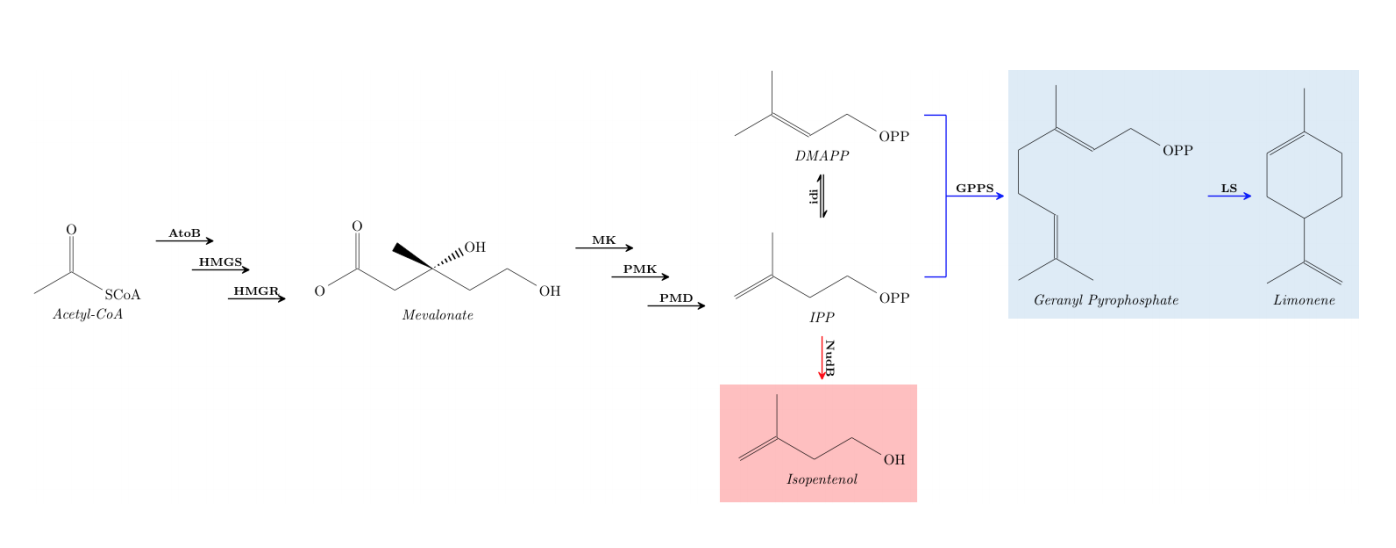 O
SCoA
Acetyl-CoA
AtoB
HMGS
HMGR
O
O
OH
OH
Mevalonate
MK
PMK
PMD
OPP
DMAPP
idi
OPP
IPP
NudB
OH
Isopentenol
GPPS
OPP
Geranyl Pyrophosphate
LS
Limonene